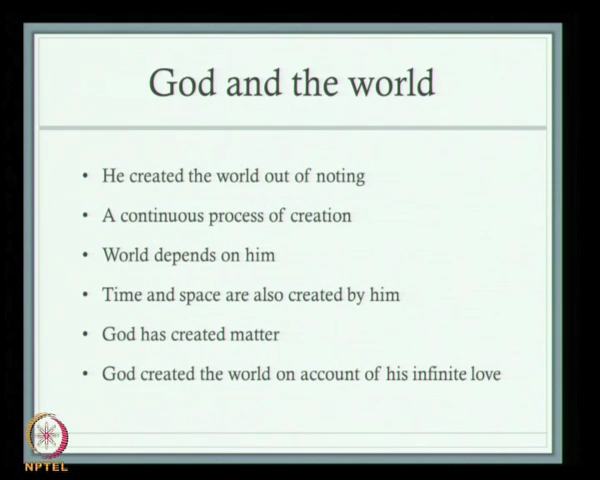 God and the world
• He created the world out of noting
• A continuous process of creation
• World depends on him
• Time and space are also created by him
• God has created matter
• God created the world on account of his infinite love
NPTEL